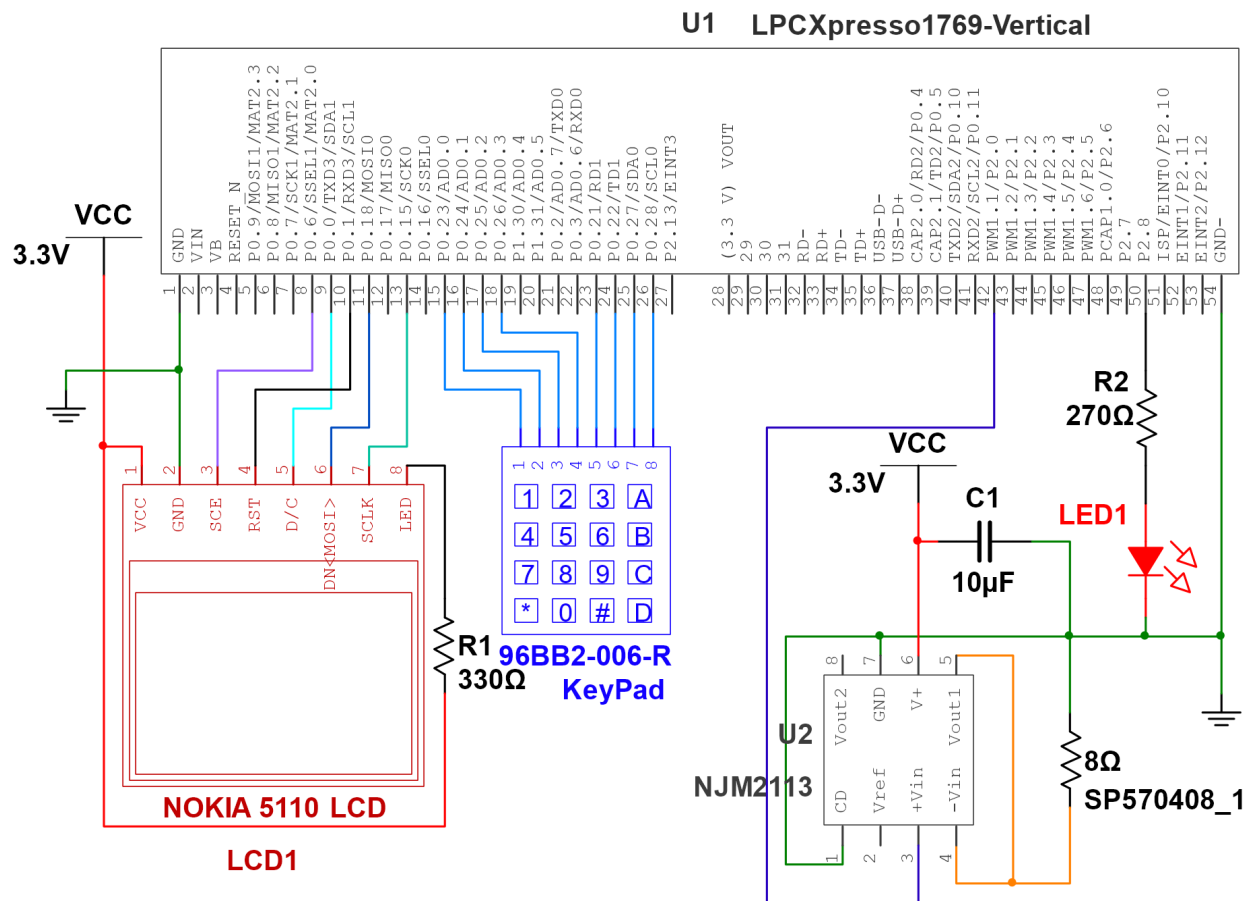 U1 LPCXpresso1769-Vertical
GND
VIN
VB
RESET_N
P0.9/MOSI1/MAT2.3
P0.8/MISO1/MAT2.2
P0.7/SCK1/MAT2.1
P0.6/SSEL1/MAT2.0
P0.0/TXD3/SDA1
P0.1/RXD3/SCL1
P0.18/MOSI0
P0.17/MISO0
P0.15/SCK0
P0.16/SSEL0
P0.23/AD0.0
P0.24/AD0.1
P0.25/AD0.2
P0.26/AD0.3
P1.30/AD0.4
P1.31/AD0.5
P0.2/AD0.7/TXD0
P0.3/AD0.6/RXD0
P0.21/RD1
P0.22/TD1
P0.27/SDA0
P0.28/SCL0
P2.13/EINT3
(3.3 V) VOUT
29
30
31
RD-
RD+
TD-
TD+
USB-D-
USB-D+
CAP2.0/RD2/P0.4
CAP2.1/TD2/P0.5
TXD2/SDA2/P0.10
RXD2/SCL2/P0.11
PWM1.1/P2.0
PWM1.2/P2.1
PWM1.3/P2.2
PWM1.4/P2.3
PWM1.5/P2.4
PWM1.6/P2.5
PCAP1.0/P2.6
P2.7
P2.8
ISP/EINT0/P2.10
EINT1/P2.11
EINT2/P2.12
GND-
1 2 3 4 5 6 7 8 9 10 11 12 13 14 15 16 17 18 19 20 21 22 23 24 25 26 27
28 29 30 31 32 33 34 35 36 37 38 39 40 41 42 43 44 45 46 47 48 49 50 51 52 53 54
VCC
3.3V
1 2 3 4 5 6 7 8
VCC
GND
SCE
RST
D/C
DN<MOSI>
SCLK
LED
NOKIA 5110 LCD
LCD1
R1
330Ω
1 2 3 4 5 6 7 8
1 2 3 A
4 5 6 B
7 8 9 C
* 0 # D
96BB2-006-R
KeyPad
VCC
3.3V
C1
10µF
R2
270Ω
LED1
8 7 6 5
Vout2
GND
V+
Vout1
U2
NJM2113
CD
Vref
+Vin
-Vin
1 2 3 4
8Ω
SP570408_1